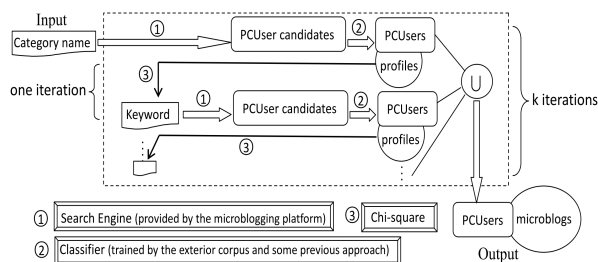 Input
Category name
①
PCUser candidates
②
PCUsers
profiles
③
one iteration
Keyword
①
PCUser candidates
②
PCUsers
profiles
③
U
k iterations
① Search Engine (provided by the microblogging platform)
③ Chi-square
② Classifier (trained by the exterior corpus and some previous approach)
PCUsers
microblogs
Output